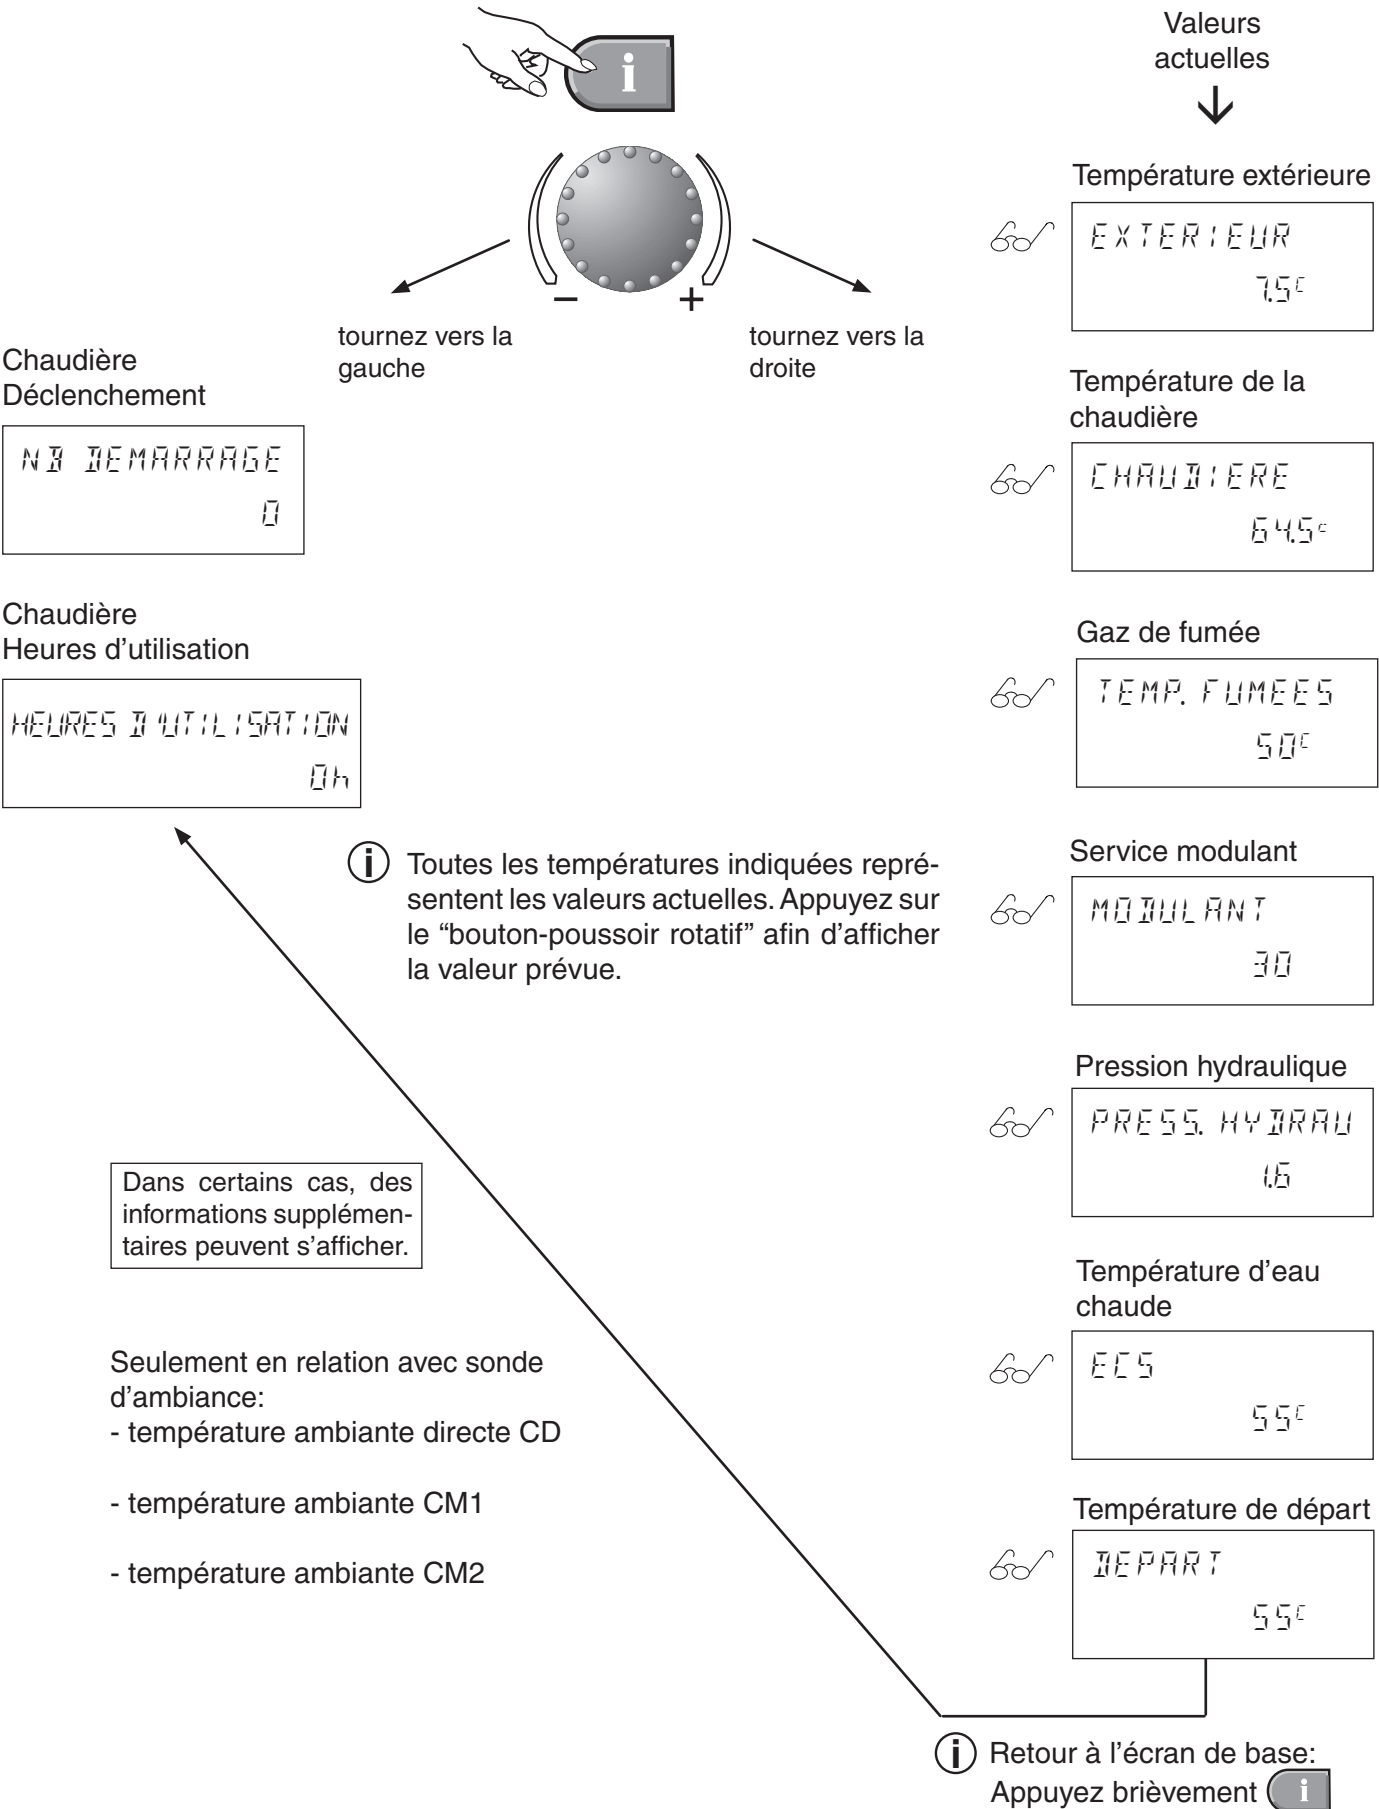 i
Valeurs
actuelles
Température extérieure
EXTERIEUR
7.5c
– +
tournez vers la
gauche
tournez vers la
droite
Chaudière
Déclenchement
NB DEMARRAGE
0
Température de la
chaudière
CHAUDIERE
64.5c
Chaudière
Heures d'utilisation
HEURES D'UTILISATION
0h
Gaz de fumée
TEMP. FUMEES
50c
i Toutes les températures indiquées repré-
sentent les valeurs actuelles. Appuyez sur
le “bouton-poussoir rotatif” afin d'afficher
la valeur prévue.
Service modulant
MODULANT
30
Pression hydraulique
PRESS. HYDRAU
1.6
Dans certains cas, des
informations supplémen-
taires peuvent s'afficher.
Température d'eau
chaude
ECS
55c
Seulement en relation avec sonde
d'ambiance:
- température ambiante directe CD
- température ambiante CM1
- température ambiante CM2
Température de départ
DEPART
55c
i Retour à l'écran de base:
Appuyez brièvement i